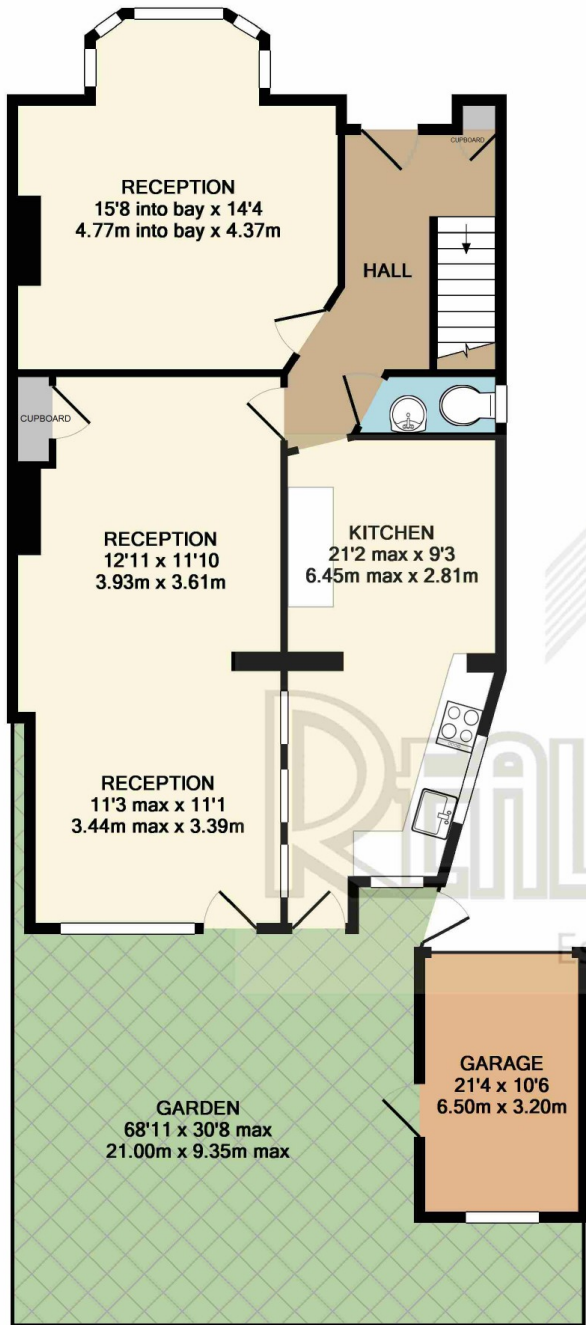 CUPBOARD
RECEPTION
15'8 into bay x 14'4
4.77m into bay x 4.37m
HALL
CUPBOARD
RECEPTION
12'11 x 11'10
3.93m x 3.61m
KITCHEN
21'2 max x 9'3
6.45m max x 2.81m
RECEPTION
11'3 max x 11'1
3.44m max x 3.39m
REAL
E
GARAGE
21'4 x 10'6
6.50m x 3.20m
GARDEN
68'11 x 30'8 max
21.00m x 9.35m max